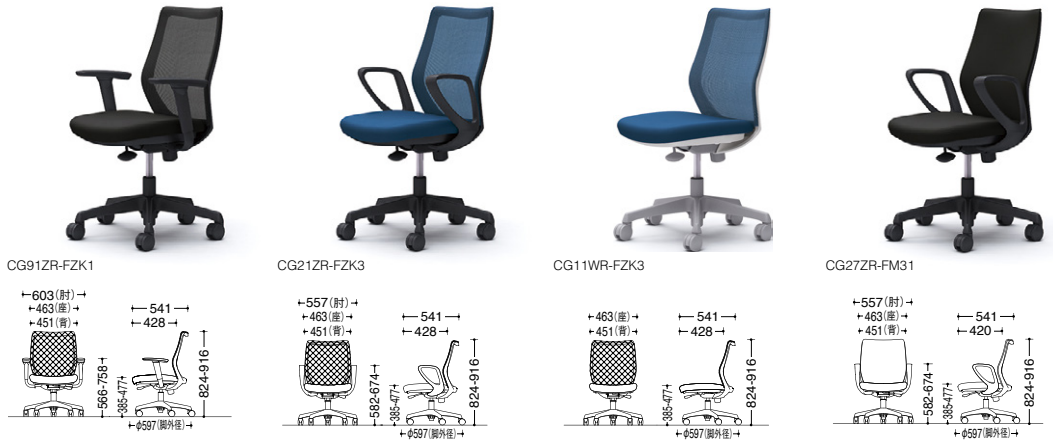 CG91ZR-FZK1
603(肘)
463(座)
451(背)
541
428
566-758
385-477
824-916
φ597(脚外径)
CG21ZR-FZK3
557(肘)
463(座)
451(背)
541
428
582-674
385-477
824-916
φ597(脚外径)
CG11WR-FZK3
463(座)
451(背)
541
428
385-477
824-916
φ597(脚外径)
CG27ZR-FM31
557(肘)
463(座)
451(背)
541
420
582-674
385-477
824-916
φ597(脚外径)